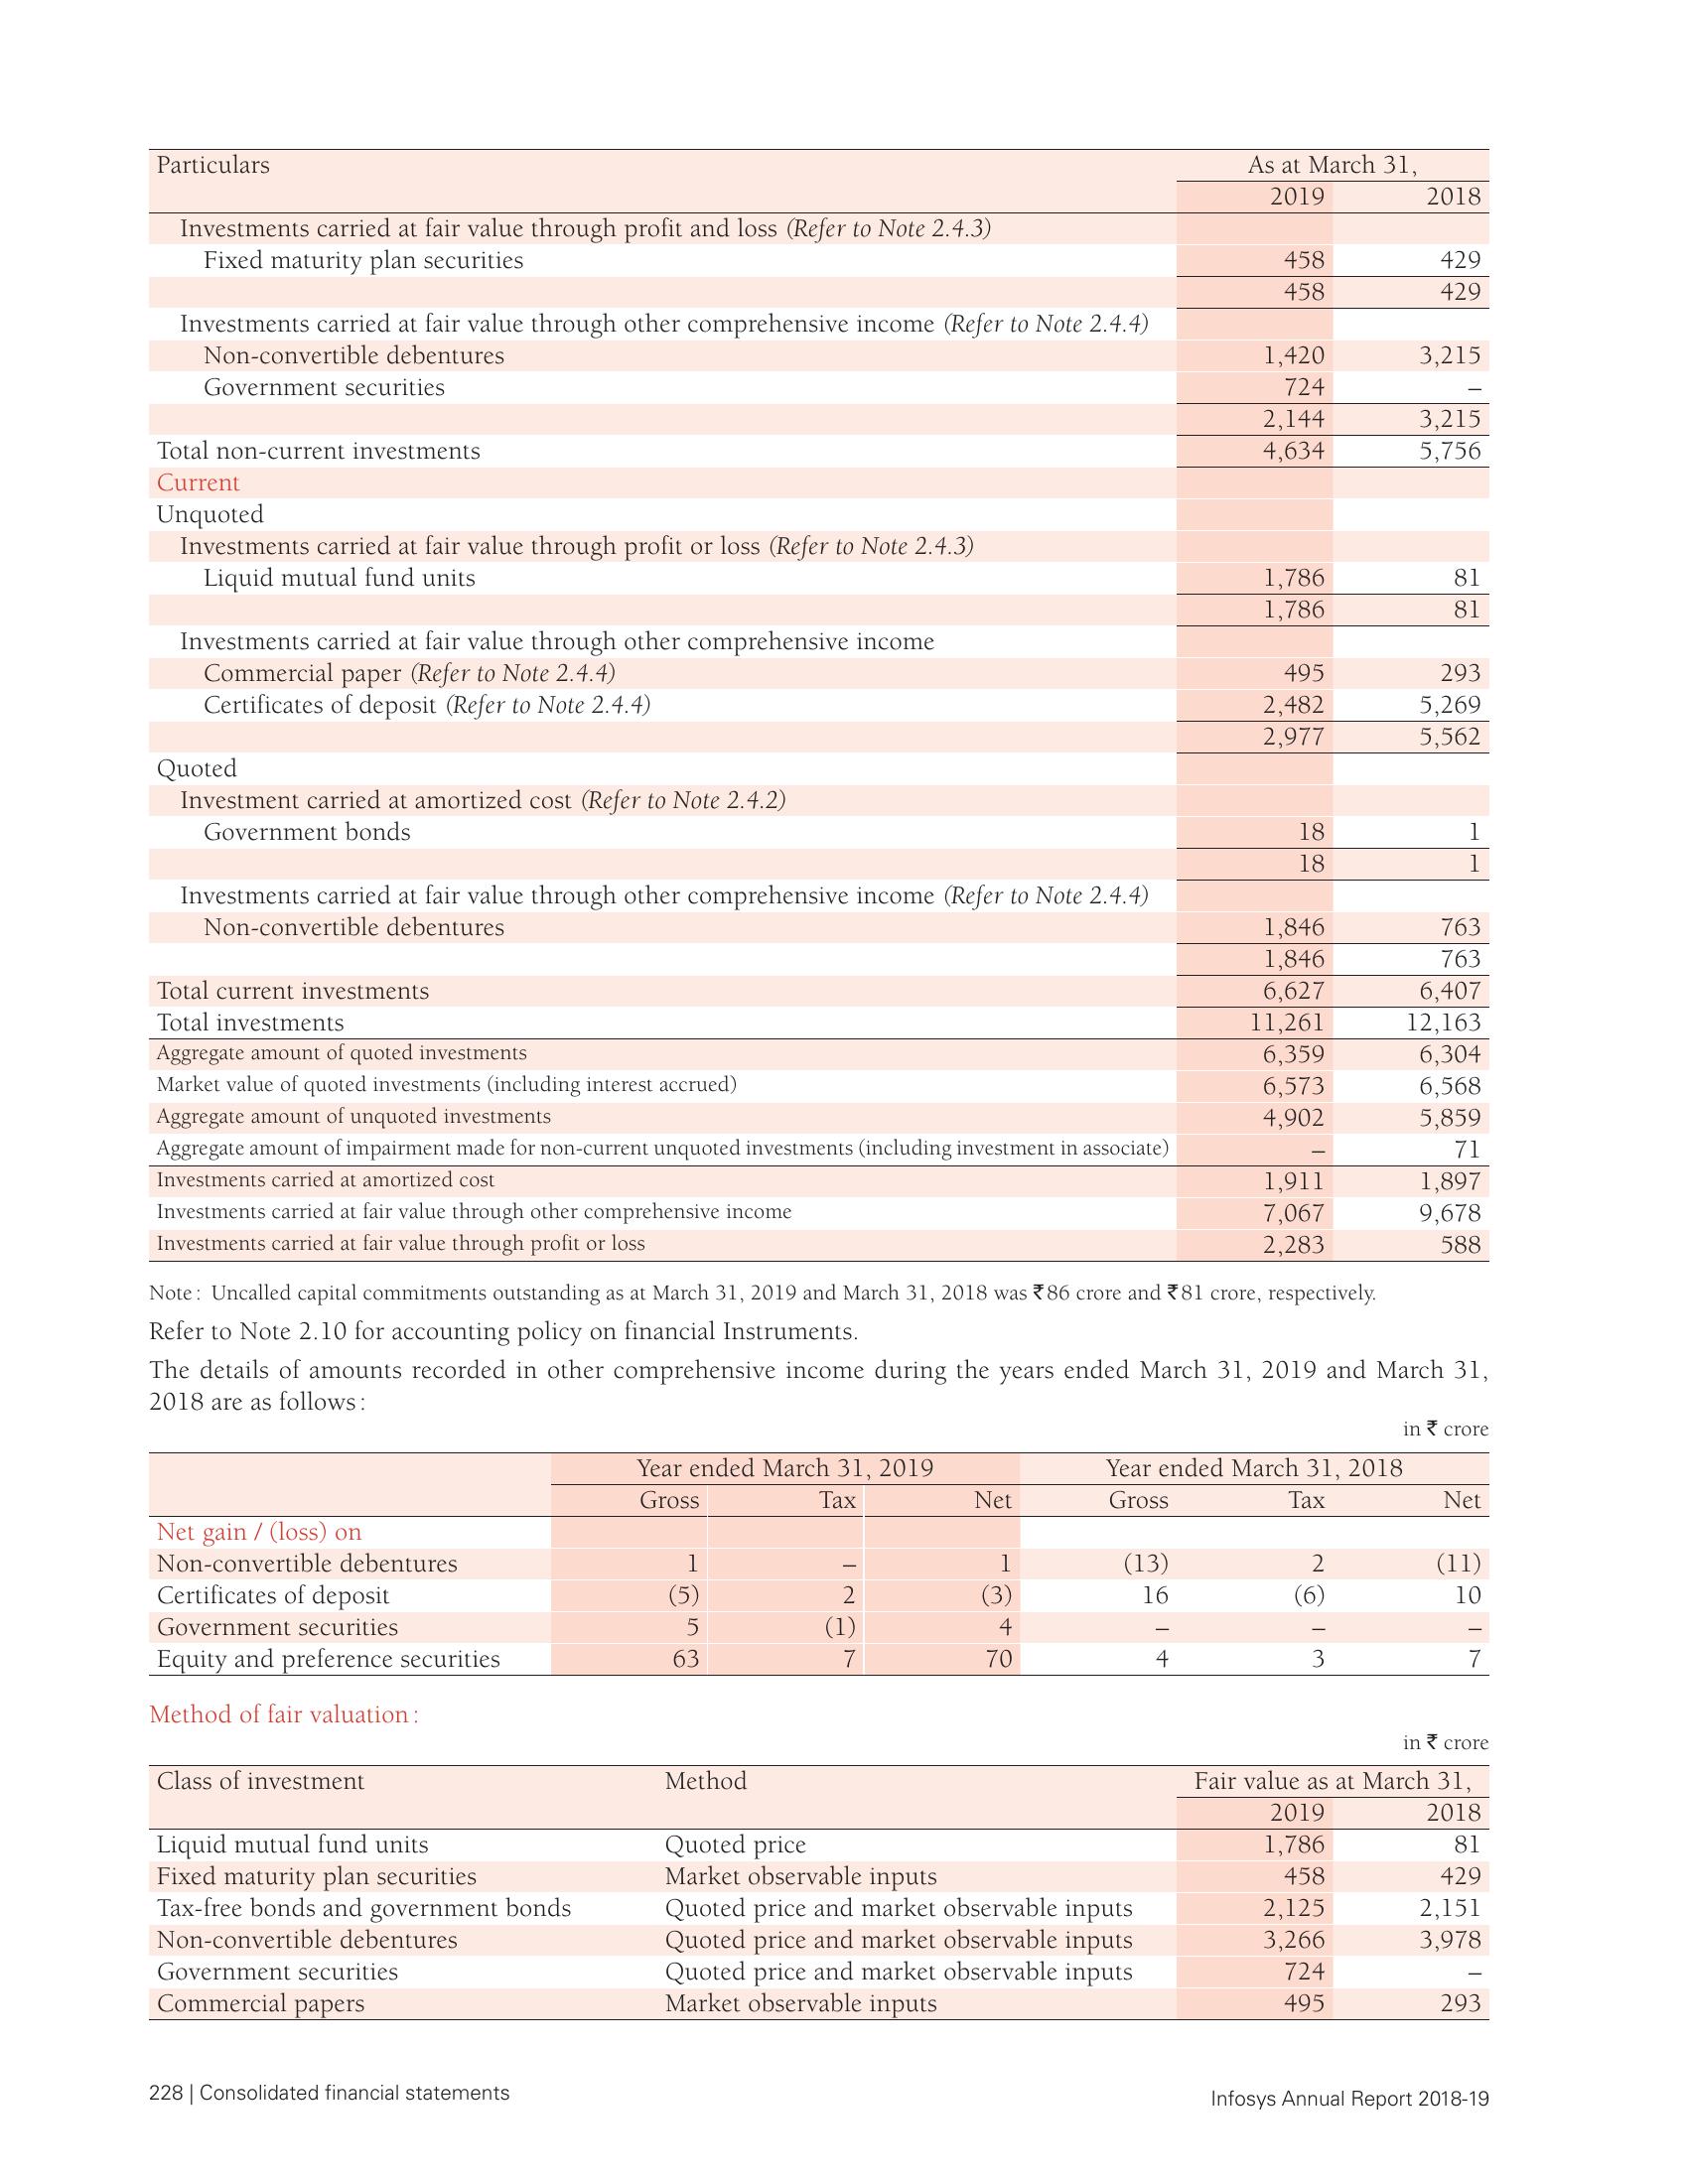 Particulars As at March 31,
2019 2018
Investments carried at fair value through profit and loss (Refer to Note 2.4.3)
Fixed maturity plan securities 458 429
458 429
Investments carried at fair value through other comprehensive income (Refer to Note 2.4.4)
Non-convertible debentures 1,420 3,215
Government securities 724 –
2,144 3,215
Total non-current investments 4,634 5,756
Current
Unquoted
Investments carried at fair value through profit or loss (Refer to Note 2.4.3)
Liquid mutual fund units 1,786 81
1,786 81
Investments carried at fair value through other comprehensive income
Commercial paper (Refer to Note 2.4.4) 495 293
Certificates of deposit (Refer to Note 2.4.4) 2,482 5,269
2,977 5,562
Quoted
Investment carried at amortized cost (Refer to Note 2.4.2)
Government bonds 18 1
18 1
Investments carried at fair value through other comprehensive income (Refer to Note 2.4.4)
Non-convertible debentures 1,846 763
1,846 763
Total current investments 6,627 6,407
Total investments 11,261 12,163
Aggregate amount of quoted investments 6,359 6,304
Market value of quoted investments (including interest accrued) 6,573 6,568
Aggregate amount of unquoted investments 4,902 5,859
Aggregate amount of impairment made for non-current unquoted investments (including investment in associate) – 71
Investments carried at amortized cost 1,911 1,897
Investments carried at fair value through other comprehensive income 7,067 9,678
Investments carried at fair value through profit or loss 2,283 588
Note: Uncalled capital commitments outstanding as at March 31, 2019 and March 31, 2018 was ₹86 crore and ₹81 crore, respectively.
Refer to Note 2.10 for accounting policy on financial Instruments.
The details of amounts recorded in other comprehensive income during the years ended March 31, 2019 and March 31,
2018 are as follows:
in ₹ crore
Year ended March 31, 2019 Year ended March 31, 2018
Gross Tax Net Gross Tax Net
Net gain / (loss) on
Non-convertible debentures 1 – 1 (13) 2 (11)
Certificates of deposit (5) 2 (3) 16 (6) 10
Government securities 5 (1) 4 – – –
Equity and preference securities 63 7 70 4 3 7
Method of fair valuation:
in ₹ crore
Class of investment Method Fair value as at March 31,
2019 2018
Liquid mutual fund units Quoted price 1,786 81
Fixed maturity plan securities Market observable inputs 458 429
Tax-free bonds and government bonds Quoted price and market observable inputs 2,125 2,151
Non-convertible debentures Quoted price and market observable inputs 3,266 3,978
Government securities Quoted price and market observable inputs 724 –
Commercial papers Market observable inputs 495 293
228 | Consolidated financial statements Infosys Annual Report 2018-19